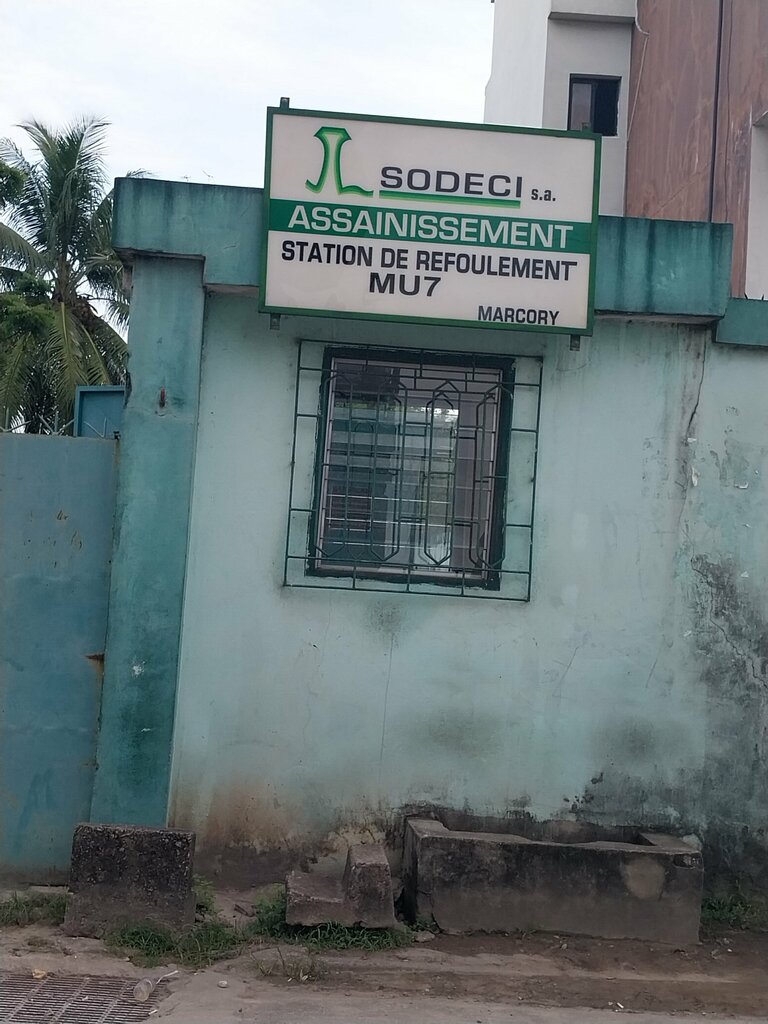 SODECI s.a.
ASSAINISSEMENT
STATION DE REFOULEMENT
MU7
MARCORY